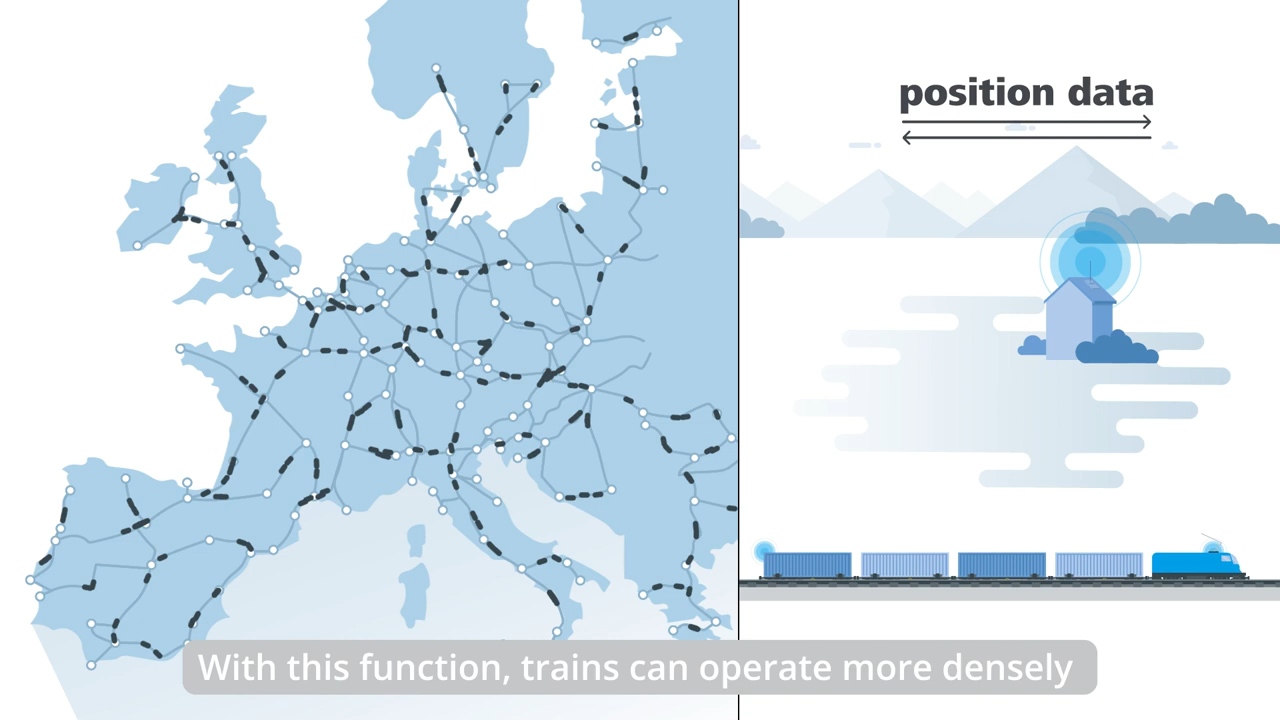 position data
With this function, trains can operate more densely